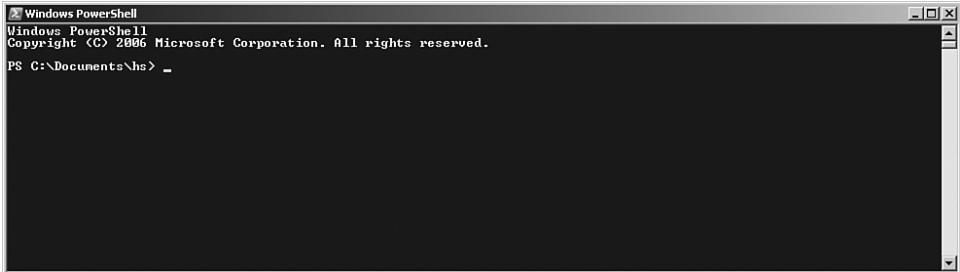 Windows PowerShell
Windows PowerShell
Copyright (C) 2006 Microsoft Corporation. All rights reserved.
PS C:\Documents\hs> _